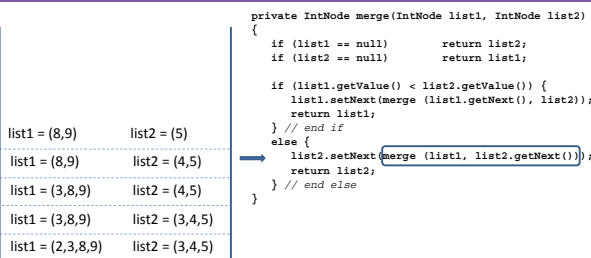 private IntNode merge(IntNode list1, IntNode list2)
{
if (list1 == null) return list2;
if (list2 == null) return list1;
if (list1.getValue() < list2.getValue()) {
list1.setNext(merge (list1.getNext(), list2));
return list1;
} // end if
else {
list2.setNext(merge (list1, list2.getNext()));
return list2;
} // end else
}
list1 = (8,9) list2 = (5)
list1 = (8,9) list2 = (4,5)
list1 = (3,8,9) list2 = (4,5)
list1 = (3,8,9) list2 = (3,4,5)
list1 = (2,3,8,9) list2 = (3,4,5)